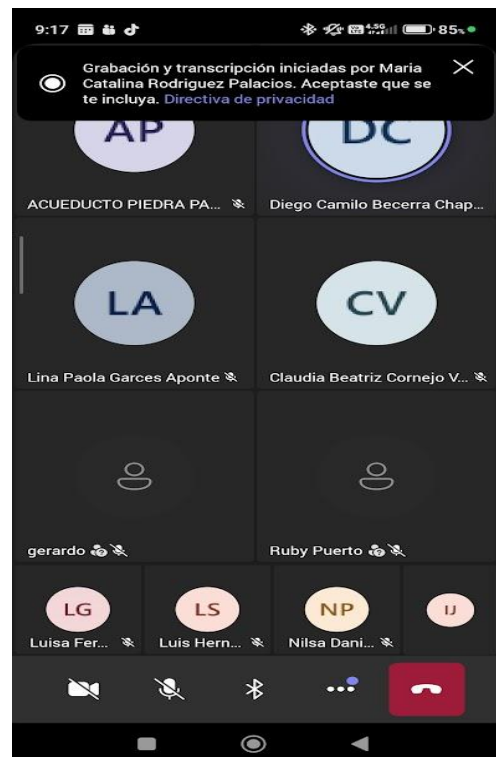 9:17
4.5G
85%
Grabación y transcripción iniciadas por Maria
Catalina Rodriguez Palacios. Aceptaste que se
te incluya. Directiva de privacidad
AP
DC
ACUEDUCTO PIEDRA PA...
Diego Camilo Becerra Chap...
LA
CV
Lina Paola Garces Aponte
Claudia Beatriz Cornejo V...
gerardo
Ruby Puerto
LG
LS
NP
IJ
Luisa Fer...
Luis Hern...
Nilsa Dani...